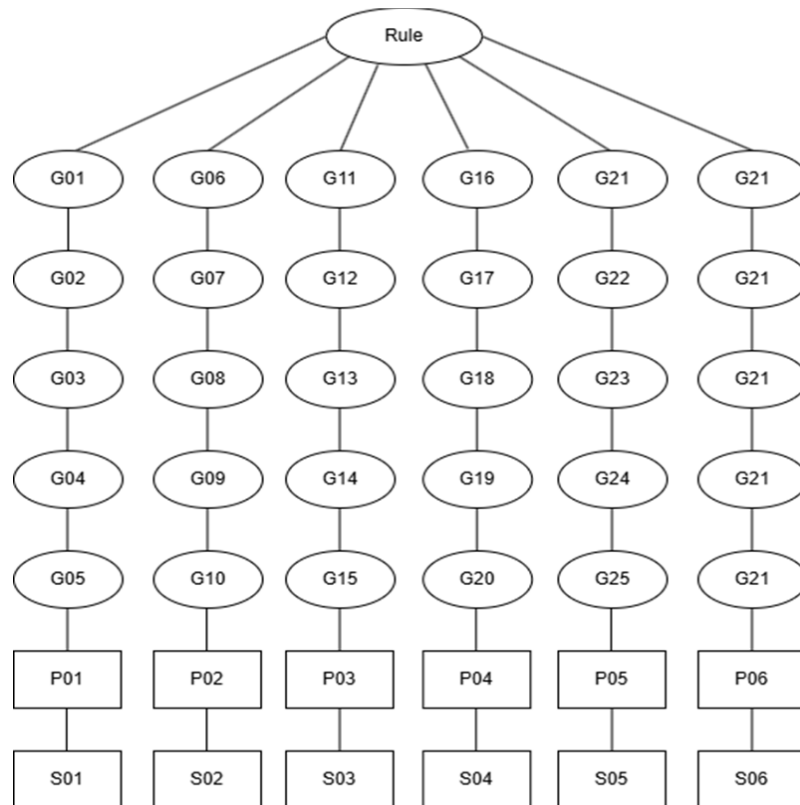 Rule
G01 G06 G11 G16 G21 G21
G02 G07 G12 G17 G22 G21
G03 G08 G13 G18 G23 G21
G04 G09 G14 G19 G24 G21
G05 G10 G15 G20 G25 G21
P01 P02 P03 P04 P05 P06
S01 S02 S03 S04 S05 S06